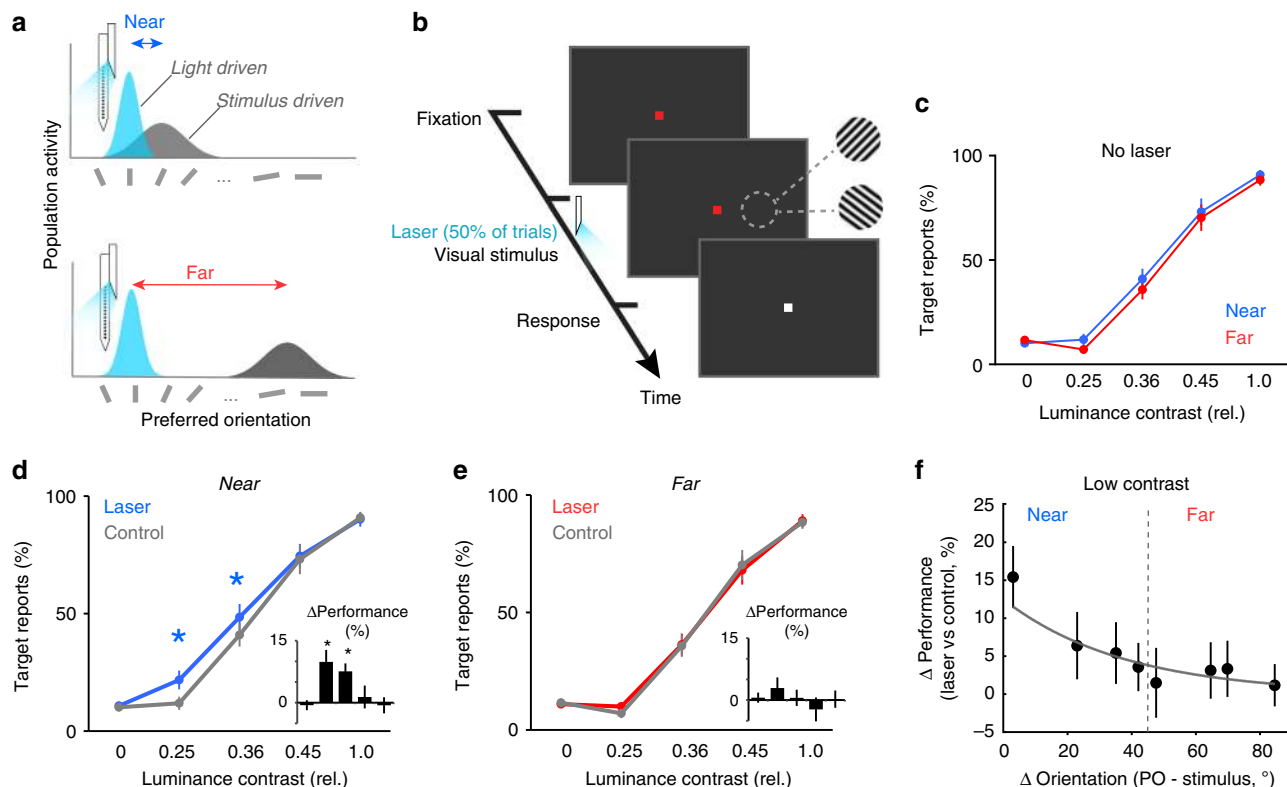 a
Near
Light driven
Stimulus driven
Population activity
...
Far
...
Preferred orientation
b
Fixation
Laser (50% of trials)
Visual stimulus
Response
Time
c
No laser
Target reports (%)
100
50
0
Near
Far
0 0.25 0.36 0.45 1.0
Luminance contrast (rel.)
d
Near
Laser
Control
Target reports (%)
100
50
0
*
*
ΔPerformance
(%)
15
0
* *
0 0.25 0.36 0.45 1.0
Luminance contrast (rel.)
e
Far
Laser
Control
Target reports (%)
100
50
0
ΔPerformance
(%)
15
0
0 0.25 0.36 0.45 1.0
Luminance contrast (rel.)
f
Low contrast
Near
Far
Δ Performance
(laser vs control, %)
25
20
15
10
5
0
−5
0 20 40 60 80
Δ Orientation (PO - stimulus, °)